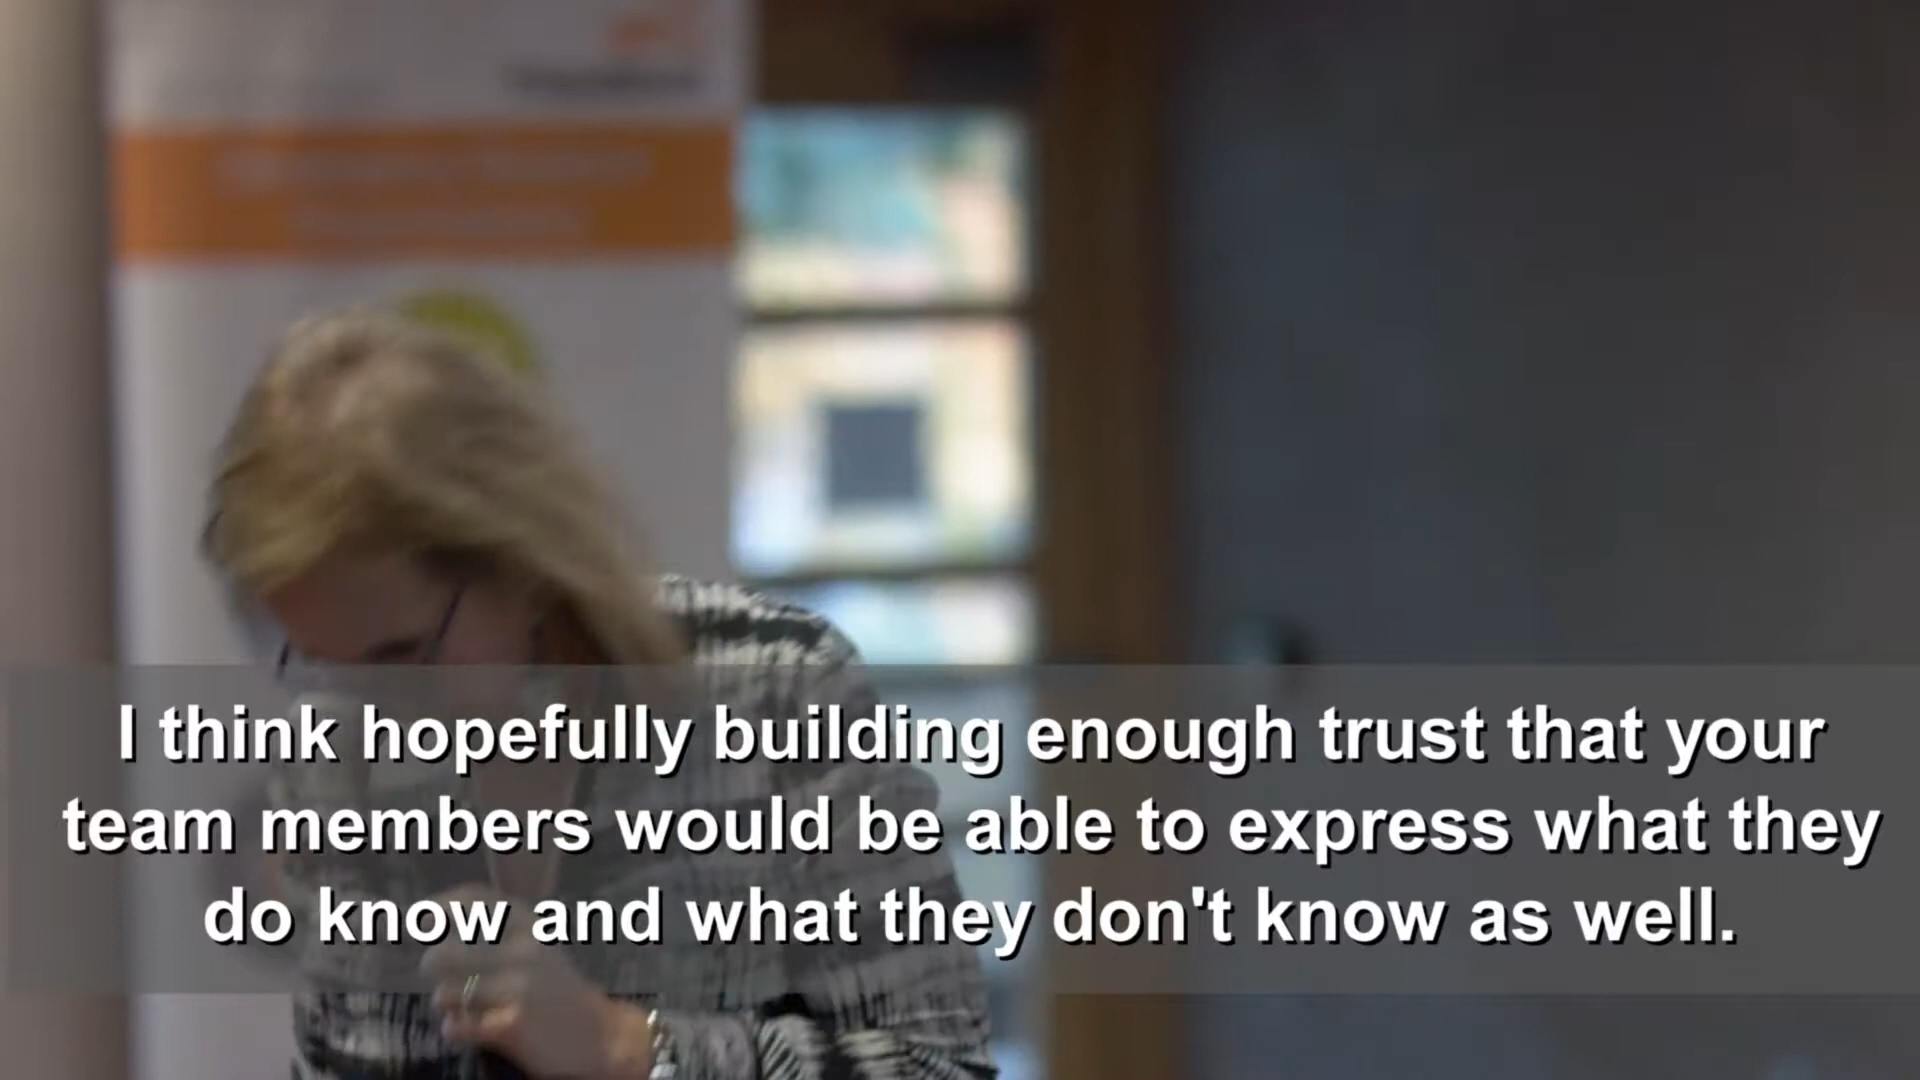 I think hopefully building enough trust that your
team members would be able to express what they
do know and what they don't know as well.